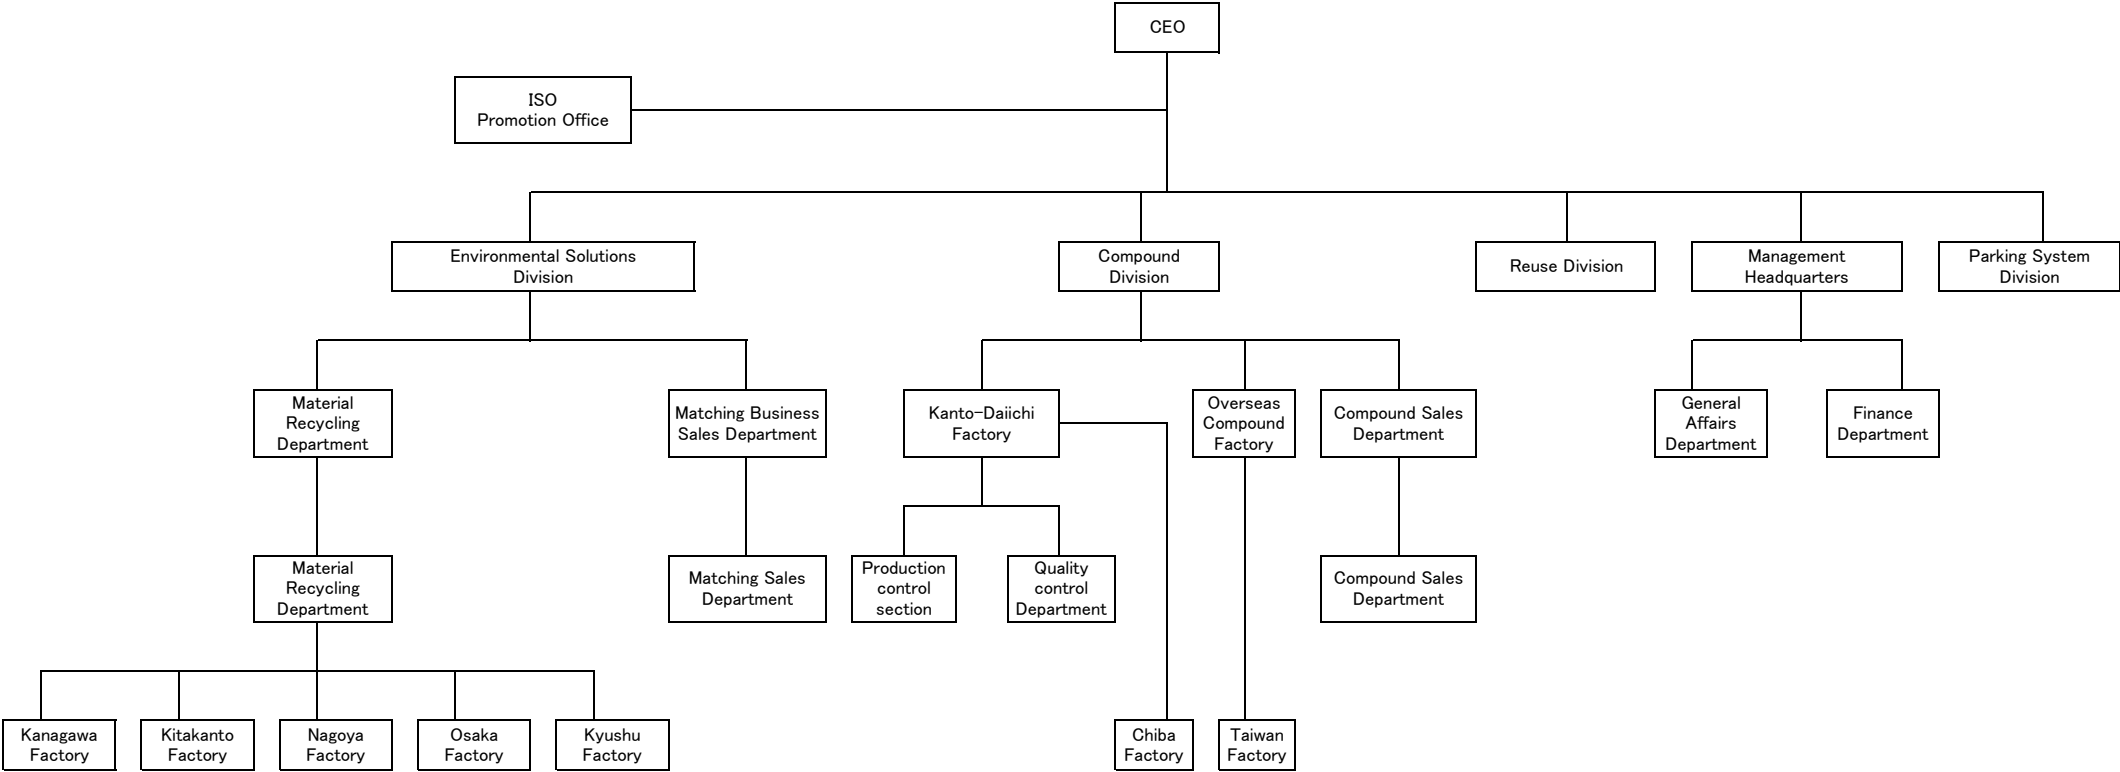 CEO
ISO
Promotion Office
Environmental Solutions
Division
Compound
Division
Reuse Division
Management
Headquarters
Parking System
Division
Material
Recycling
Department
Matching Business
Sales Department
Kanto-Daiichi
Factory
Overseas
Compound
Factory
Compound Sales
Department
General
Affairs
Department
Finance
Department
Material
Recycling
Department
Matching Sales
Department
Production
control
section
Quality
control
Department
Compound Sales
Department
Kanagawa
Factory
Kitakanto
Factory
Nagoya
Factory
Osaka
Factory
Kyushu
Factory
Chiba
Factory
Taiwan
Factory